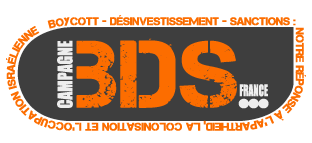 BOYCOTT - DÉSINVESTISSEMENT - SANCTIONS :
NOTRE RÉPONSE À L'APARTHEID, LA COLONISATION ET L'OCCUPATION ISRAÉLIENNE
CAMPAGNE
BDS
FRANCE